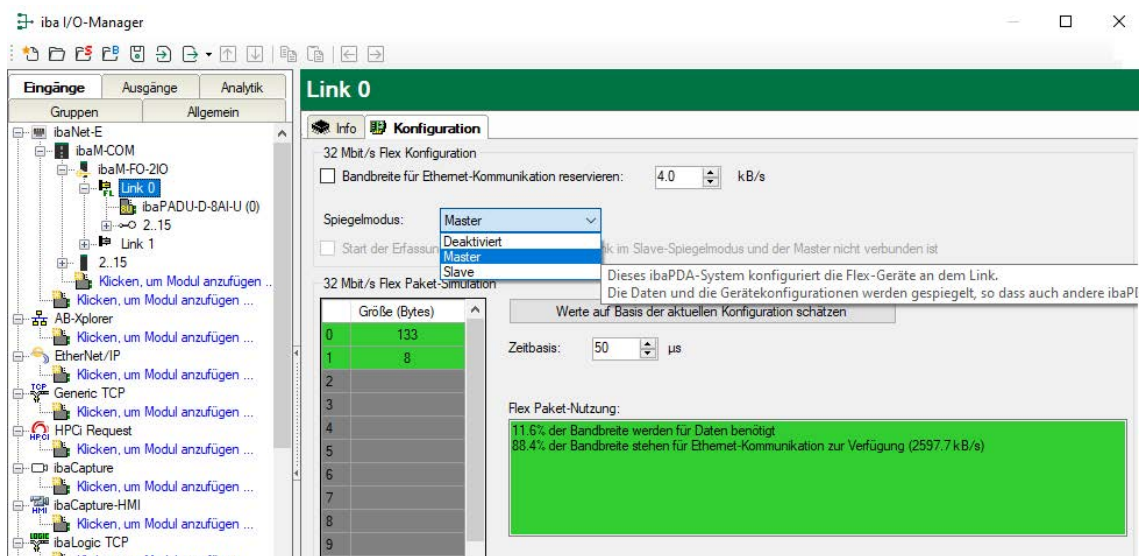 iba I/O-Manager
Eingänge Ausgänge Analytik
Gruppen Allgemein
ibaNet-E
ibaM-COM
ibaM-FO-2IO
Link 0
ibaPADU-D-8AI-U (0)
2..15
Link 1
2..15
Klicken, um Modul anzufügen ..
Klicken, um Modul anzufügen ...
AB-Xplorer
Klicken, um Modul anzufügen ...
EtherNet/IP
Klicken, um Modul anzufügen ...
TCP Generic TCP
Klicken, um Modul anzufügen ...
HPCi HPCi Request
Klicken, um Modul anzufügen ...
ibaCapture
Klicken, um Modul anzufügen ...
HMI ibaCapture-HMI
Klicken, um Modul anzufügen ...
LOGIC TCP ibaLogic TCP
Link 0
Info Konfiguration
32 Mbit/s Flex Konfiguration
Bandbreite für Ethernet-Kommunikation reservieren: 4.0 kB/s
Spiegelmodus: Master
Deaktiviert
Master
Slave
Start der Erfassun k im Slave-Spiegelmodus und der Master nicht verbunden ist
Dieses ibaPDA-System konfiguriert die Flex-Geräte an dem Link.
Die Daten und die Gerätekonfigurationen werden gespiegelt, so dass auch andere ibaPD
32 Mbit/s Flex Paket-Simulation
Größe (Bytes)
0 133
1 8
2
3
4
5
6
7
8
9
Werte auf Basis der aktuellen Konfiguration schätzen
Zeitbasis: 50 µs
Flex Paket-Nutzung:
11.6% der Bandbreite werden für Daten benötigt
88.4% der Bandbreite stehen für Ethernet-Kommunikation zur Verfügung (2597.7 kB/s)